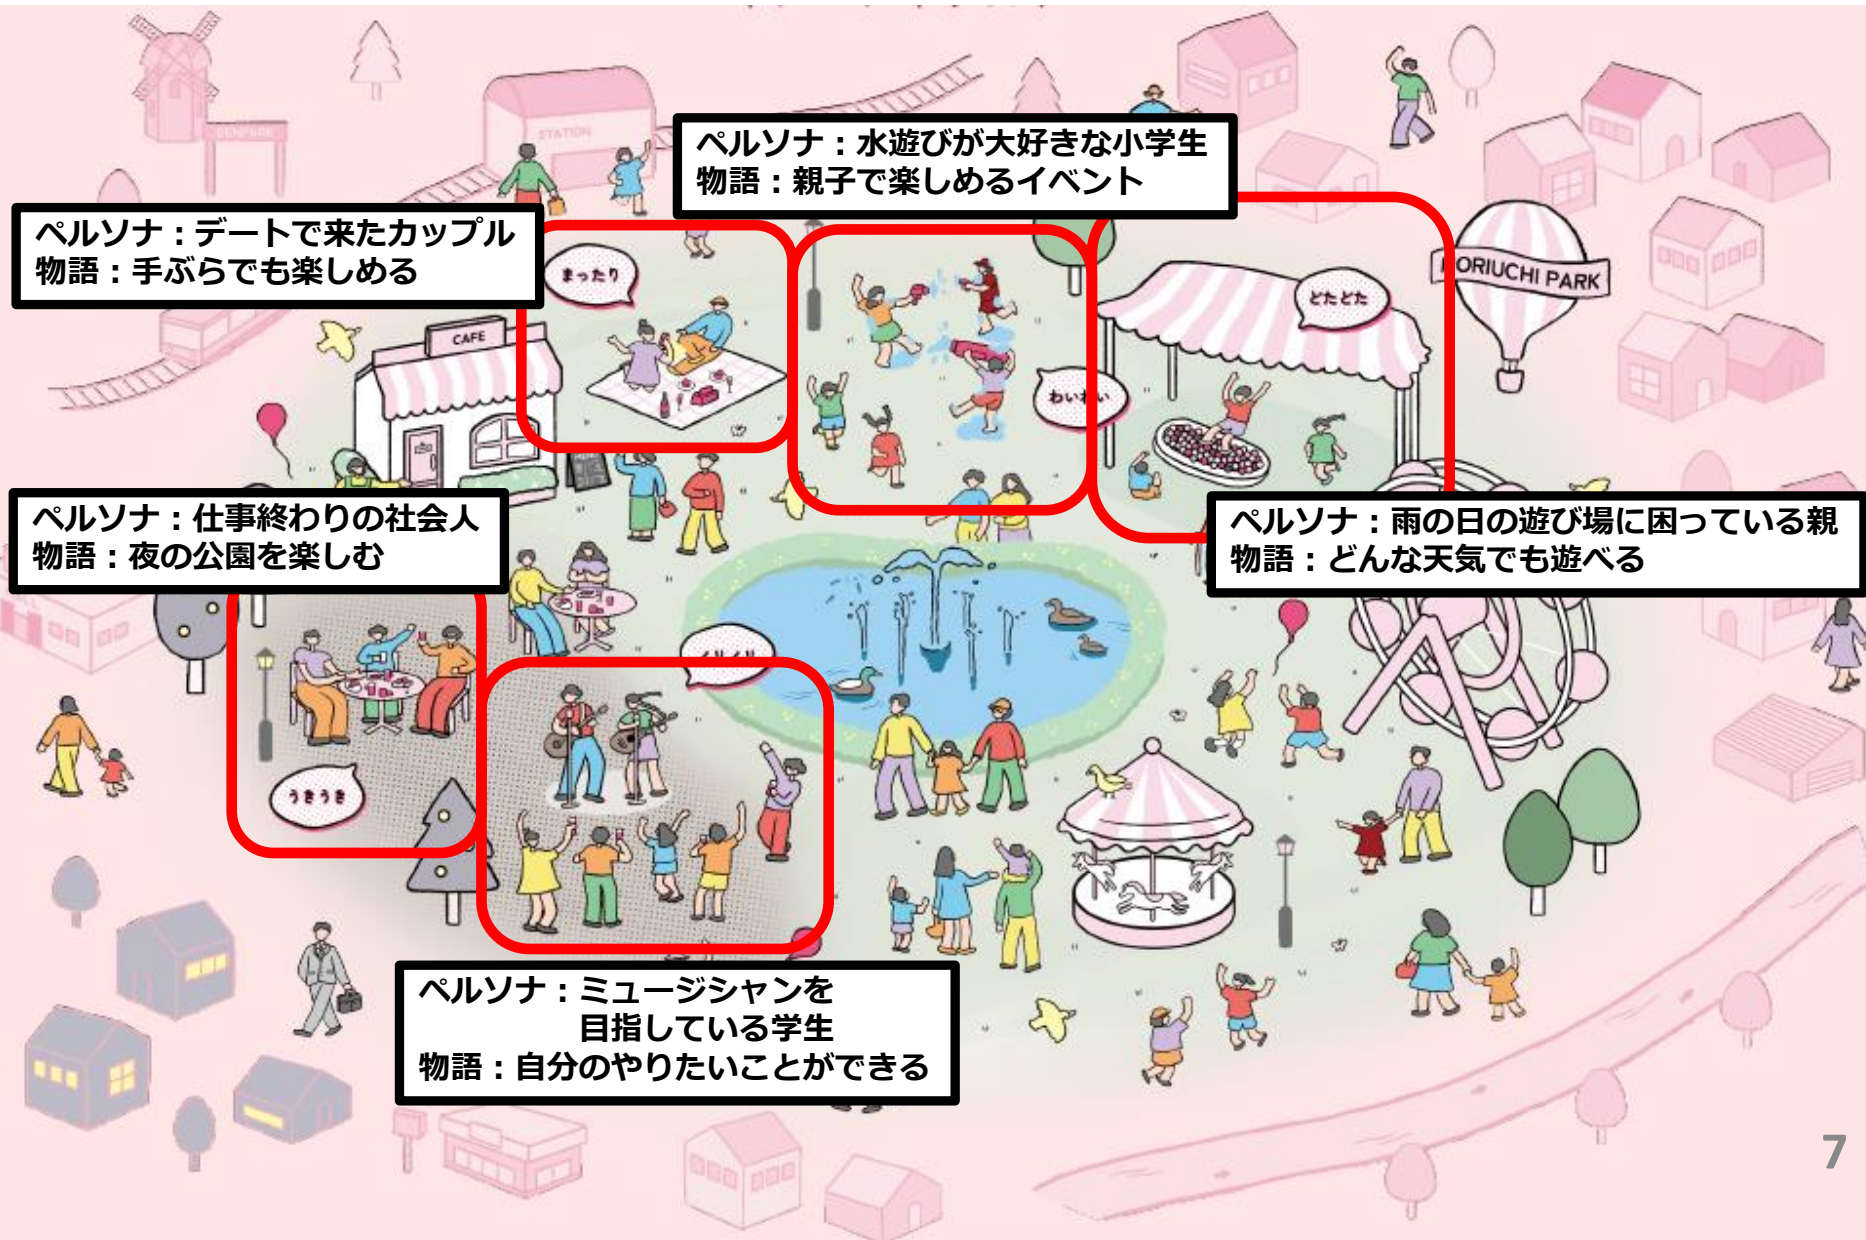 STATION
ペルソナ：水遊びが大好きな小学生
物語：親子で楽しめるイベント
ペルソナ：デートで来たカップル
物語：手ぶらでも楽しめる
まったり
どたどた
ORIUCHI PARK
CAFE
わいわい
ペルソナ：仕事終わりの社会人
物語：夜の公園を楽しむ
ペルソナ：雨の日の遊び場に困っている親
物語：どんな天気でも遊べる
うきうき
ペルソナ：ミュージシャンを
目指している学生
物語：自分のやりたいことができる
7